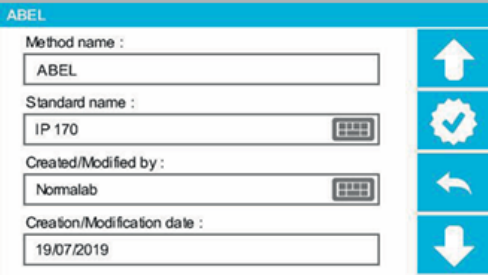 ABEL
Method name :
ABEL
Standard name :
IP 170
Created/Modified by :
Normalab
Creation/Modification date :
19/07/2019